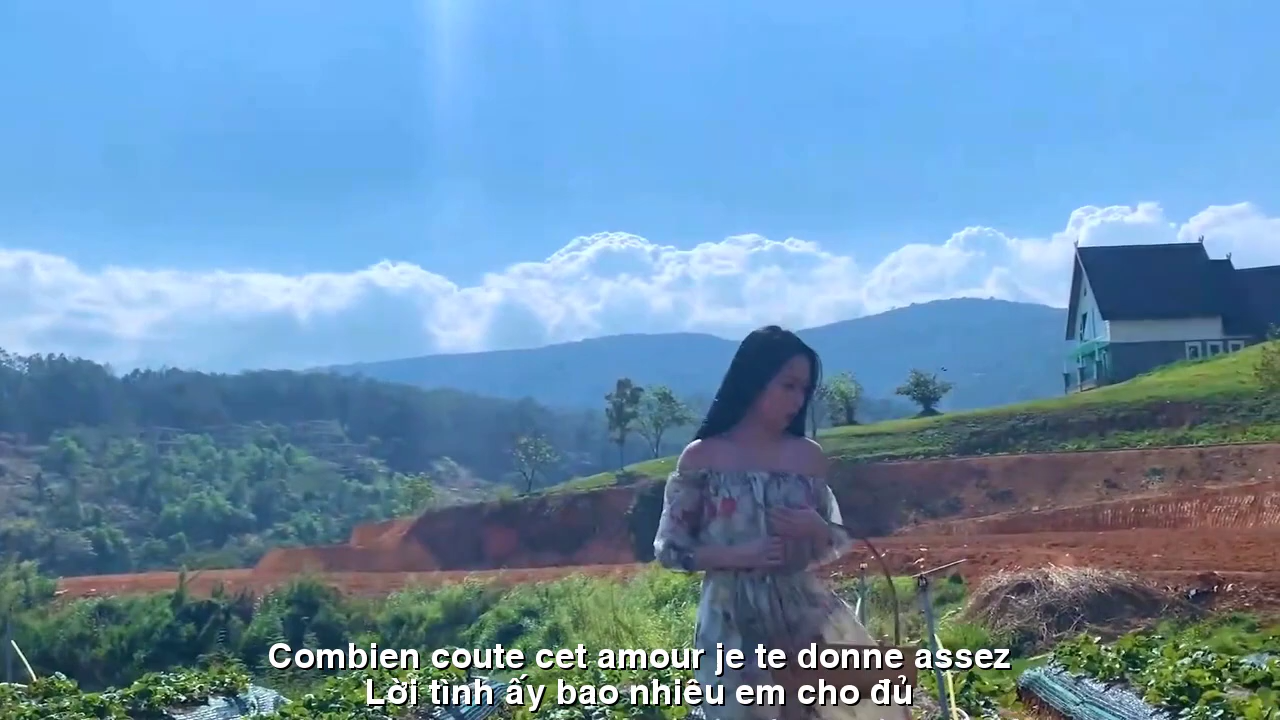 Combien coute cet amour je te donne assez
Lời tình ấy bao nhiêu em cho đủ